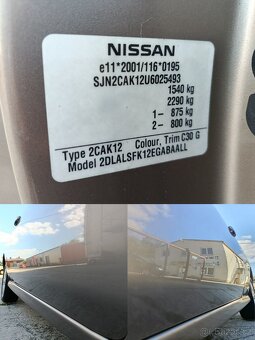 NISSAN
e11*2001/116*0195
SJN2CAK12U6025493
1540 kg
2290 kg
1- 875 kg
2- 800 kg
Type 2CAK12 Colour, Trim C30 G
Model 2DLALSFK12EGABAALL